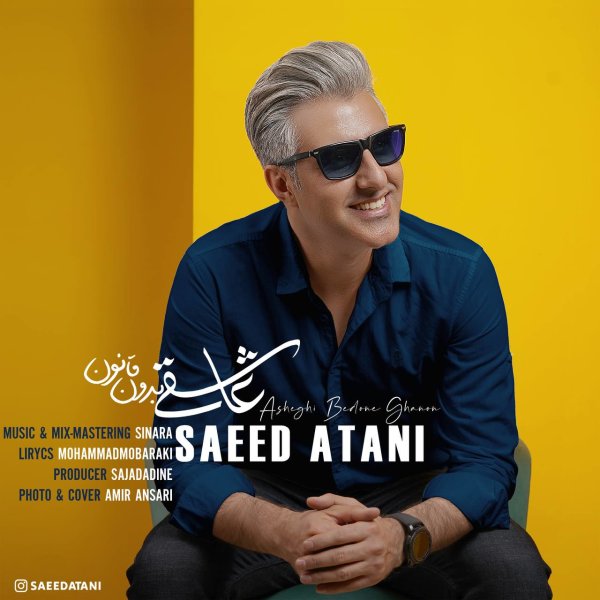 عاشقی بدون قانون
Asheghi Bedone Ghanon
SAEED ATANI
MUSIC & MIX-MASTERING SINARA
LIRYCS MOHAMMADMOBARAKI
PRODUCER SAJADADINE
PHOTO & COVER AMIR ANSARI
SAEEDATANI